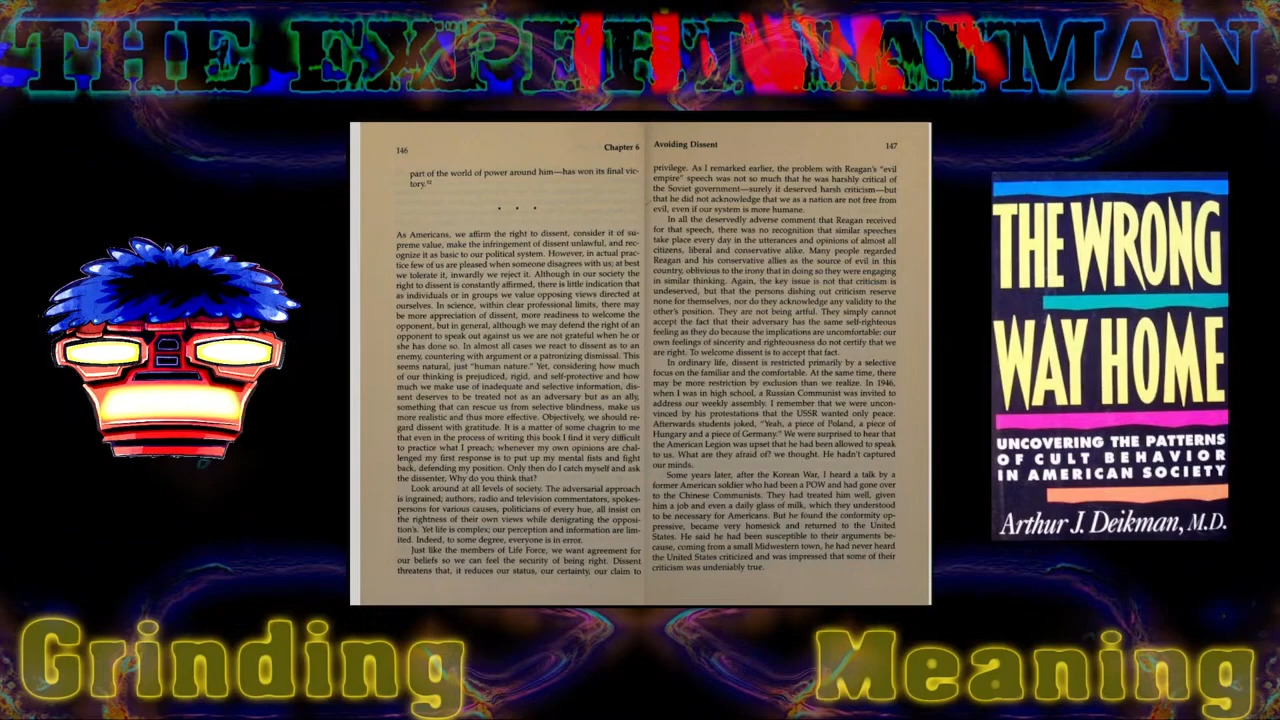 THE EXPERT LAYMAN
146
Chapter 6
part of the world of power around him—has won its final vic-
tory.⁵²
• • •
As Americans, we affirm the right to dissent, consider it of su-
preme value, make the infringement of dissent unlawful, and rec-
ognize it as basic to our political system. However, in actual prac-
tice few of us are pleased when someone disagrees with us; at best
we tolerate it, inwardly we reject it. Although in our society the
right to dissent is constantly affirmed, there is little indication that
as individuals or in groups we value opposing views directed at
ourselves. In science, within clear professional limits, there may
be more appreciation of dissent, more readiness to welcome the
opponent, but in general, although we may defend the right of an
opponent to speak out against us we are not grateful when he or
she has done so. In almost all cases we react to dissent as to an
enemy, countering with argument or a patronizing dismissal. This
seems natural, just "human nature." Yet, considering how much
of our thinking is prejudiced, rigid, and self-protective and how
much we make use of inadequate and selective information, dis-
sent deserves to be treated not as an adversary but as an ally,
something that can rescue us from selective blindness, make us
more realistic and thus more effective. Objectively, we should re-
gard dissent with gratitude. It is a matter of some chagrin to me
that even in the process of writing this book I find it very difficult
to practice what I preach; whenever my own opinions are chal-
lenged my first response is to put up my mental fists and fight
back, defending my position. Only then do I catch myself and ask
the dissenter, Why do you think that?
Look around at all levels of society. The adversarial approach
is ingrained; authors, radio and television commentators, spokes-
persons for various causes, politicians of every hue, all insist on
the rightness of their own views while denigrating the opposi-
tion's. Yet life is complex; our perception and information are lim-
ited. Indeed, to some degree, everyone is in error.
Just like the members of Life Force, we want agreement for
our beliefs so we can feel the security of being right. Dissent
threatens that, it reduces our status, our certainty, our claim to
Avoiding Dissent
147
privilege. As I remarked earlier, the problem with Reagan's "evil
empire" speech was not so much that he was harshly critical of
the Soviet government—surely it deserved harsh criticism—but
that he did not acknowledge that we as a nation are not free from
evil, even if our system is more humane.
In all the deservedly adverse comment that Reagan received
for that speech, there was no recognition that similar speeches
take place every day in the utterances and opinions of almost all
citizens, liberal and conservative alike. Many people regarded
Reagan and his conservative allies as the source of evil in this
country, oblivious to the irony that in doing so they were engaging
in similar thinking. Again, the key issue is not that criticism is
undeserved, but that the persons dishing out criticism reserve
none for themselves, nor do they acknowledge any validity to the
other's position. They are not being artful. They simply cannot
accept the fact that their adversary has the same self-righteous
feeling as they do because the implications are uncomfortable: our
own feelings of sincerity and righteousness do not certify that we
are right. To welcome dissent is to accept that fact.
In ordinary life, dissent is restricted primarily by a selective
focus on the familiar and the comfortable. At the same time, there
may be more restriction by exclusion than we realize. In 1946,
when I was in high school, a Russian Communist was invited to
address our weekly assembly. I remember that we were uncon-
vinced by his protestations that the USSR wanted only peace.
Afterwards students joked, "Yeah, a piece of Poland, a piece of
Hungary and a piece of Germany." We were surprised to hear that
the American Legion was upset that he had been allowed to speak
to us. What are they afraid of? we thought. He hadn't captured
our minds.
Some years later, after the Korean War, I heard a talk by a
former American soldier who had been a POW and had gone over
to the Chinese Communists. They had treated him well, given
him a job and even a daily glass of milk, which they understood
to be necessary for Americans. But he found the conformity op-
pressive, became very homesick and returned to the United
States. He said he had been susceptible to their arguments be-
cause, coming from a small Midwestern town, he had never heard
the United States criticized and was impressed that some of their
criticism was undeniably true.
THE WRONG
WAY HOME
UNCOVERING THE PATTERNS
OF CULT BEHAVIOR
IN AMERICAN SOCIETY
Arthur J. Deikman, M.D.
Grinding
Meaning